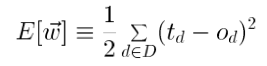 E[w⃗] ≡ 1/2 ∑_{d∈D} (t_d − o_d)²